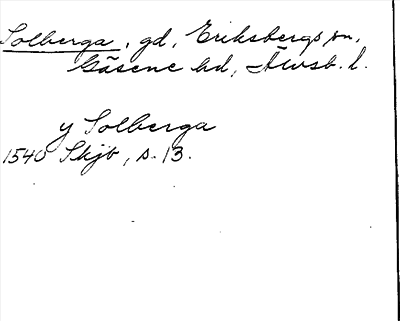 Solberga, gd, Eriksbergs sn,
Gäsene hd, Älvsb. l.
y Solberga
1540 Skjb, s. 13.